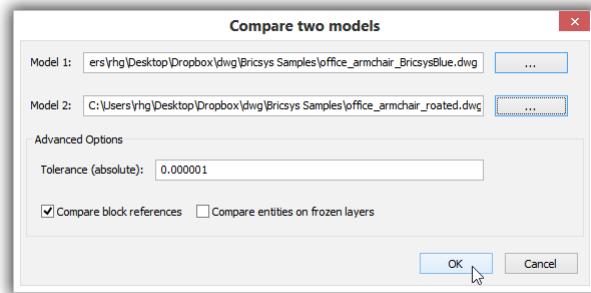 Compare two models
Model 1: ers\rhg\Desktop\Dropbox\dwg\Bricsys Samples\office_armchair_BricsysBlue.dwg ...
Model 2: C:\Users\rhg\Desktop\Dropbox\dwg\Bricsys Samples\office_armchair_roated.dwg ...
Advanced Options
Tolerance (absolute): 0.000001
Compare block references Compare entities on frozen layers
OK Cancel